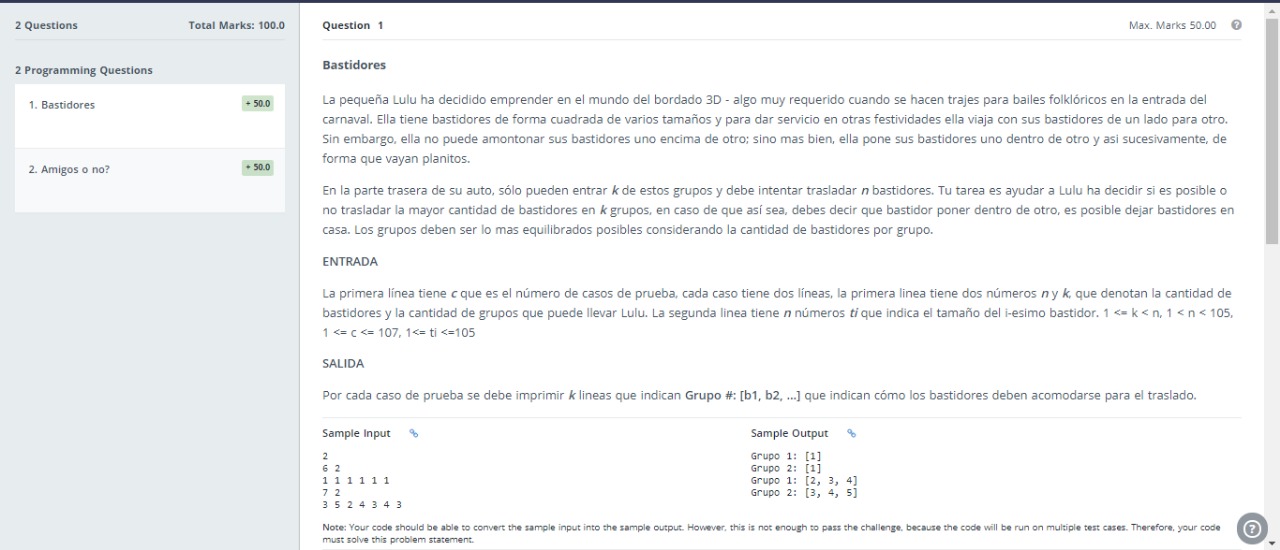 2 Questions
Total Marks: 100.0
2 Programming Questions
1. Bastidores
+ 50.0
2. Amigos o no?
+ 50.0
Question 1
Max. Marks 50.00
Bastidores
La pequeña Lulu ha decidido emprender en el mundo del bordado 3D - algo muy requerido cuando se hacen trajes para bailes folklóricos en la entrada del
carnaval. Ella tiene bastidores de forma cuadrada de varios tamaños y para dar servicio en otras festividades ella viaja con sus bastidores de un lado para otro.
Sin embargo, ella no puede amontonar sus bastidores uno encima de otro; sino mas bien, ella pone sus bastidores uno dentro de otro y asi sucesivamente, de
forma que vayan planitos.
En la parte trasera de su auto, sólo pueden entrar k de estos grupos y debe intentar trasladar n bastidores. Tu tarea es ayudar a Lulu ha decidir si es posible o
no trasladar la mayor cantidad de bastidores en k grupos, en caso de que así sea, debes decir que bastidor poner dentro de otro, es posible dejar bastidores en
casa. Los grupos deben ser lo mas equilibrados posibles considerando la cantidad de bastidores por grupo.
ENTRADA
La primera línea tiene c que es el número de casos de prueba, cada caso tiene dos líneas, la primera linea tiene dos números n y k, que denotan la cantidad de
bastidores y la cantidad de grupos que puede llevar Lulu. La segunda linea tiene n números ti que indica el tamaño del i-esimo bastidor. 1 <= k < n, 1 < n < 105,
1 <= c <= 107, 1<= ti <=105
SALIDA
Por cada caso de prueba se debe imprimir k lineas que indican Grupo #: [b1, b2, ...] que indican cómo los bastidores deben acomodarse para el traslado.
Sample Input
2
6 2
1 1 1 1 1 1
7 2
3 5 2 4 3 4 3
Sample Output
Grupo 1: [1]
Grupo 2: [1]
Grupo 1: [2, 3, 4]
Grupo 2: [3, 4, 5]
Note: Your code should be able to convert the sample input into the sample output. However, this is not enough to pass the challenge, because the code will be run on multiple test cases. Therefore, your code
must solve this problem statement.